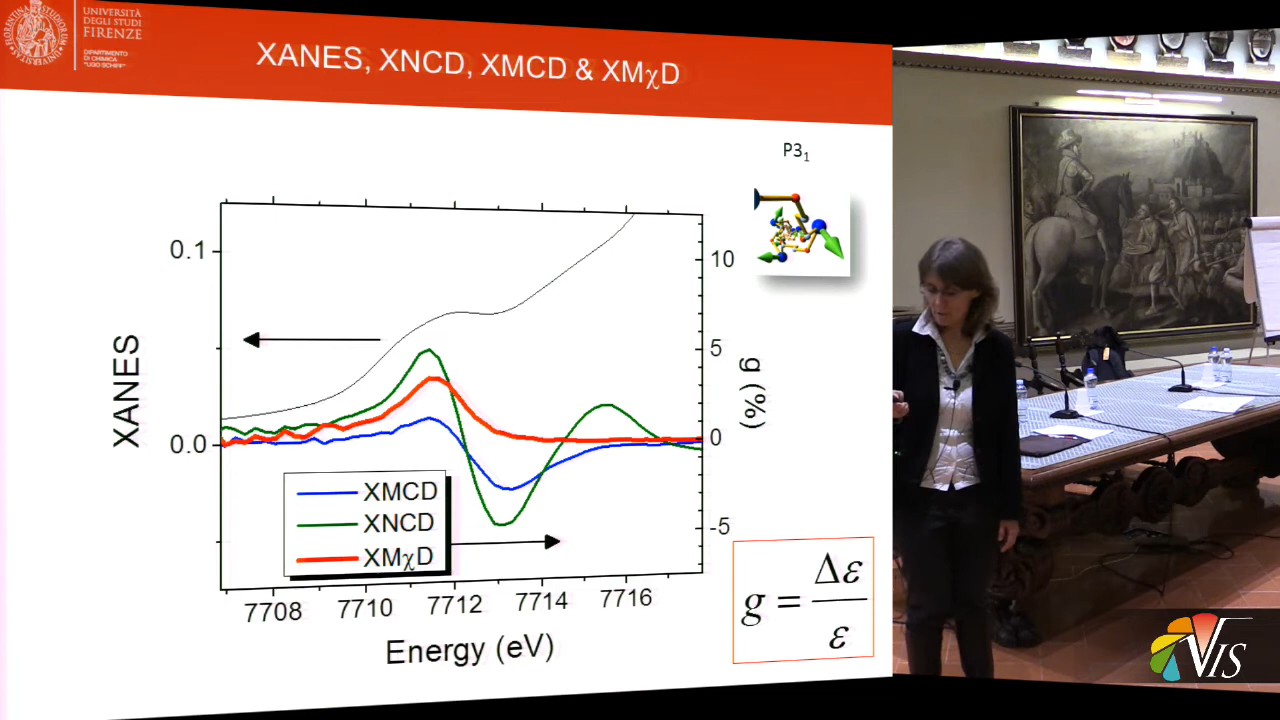 UNIVERSITÀ
DEGLI STUDI
FIRENZE
DIPARTIMENTO
DI CHIMICA
"UGO SCHIFF"
XANES, XNCD, XMCD & XMχD
P3₁
0.1
0.0
XANES
10
5
0
-5
g (%)
XMCD
XNCD
XMχD
7708 7710 7712 7714 7716
Energy (eV)
g = Δε / ε
VIS